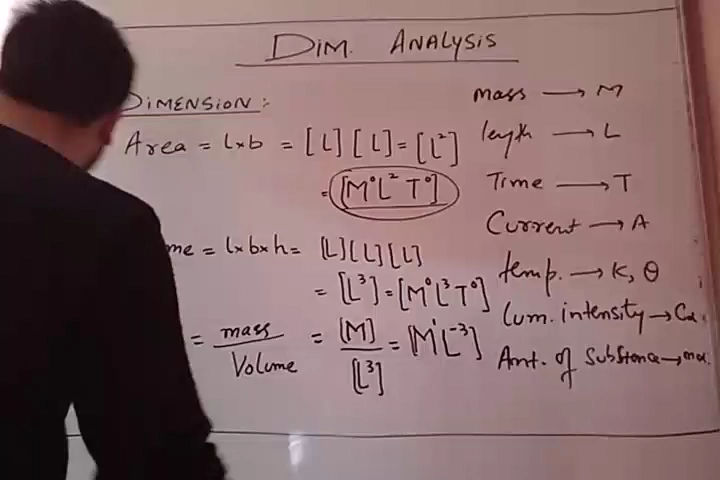 DIM. ANALYSIS
DIMENSION :-
Area = l×b = [L] [L] = [L²]
= [M⁰L²T⁰]
me = l×b×h = [L][L][L]
= [L³] = [M⁰L³T⁰]
= mass / Volume = [M] / [L³] = [M¹L⁻³]
mass → M
length → L
Time → T
Current → A
temp. → K, θ
Lum. intensity → Cd
Amt. of Substance → mol